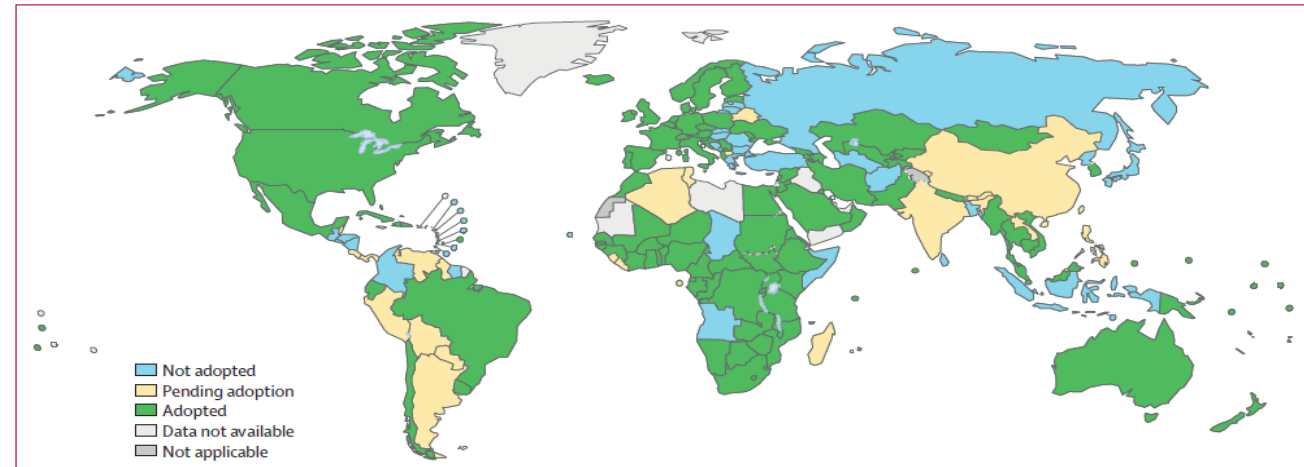 Not adopted
Pending adoption
Adopted
Data not available
Not applicable